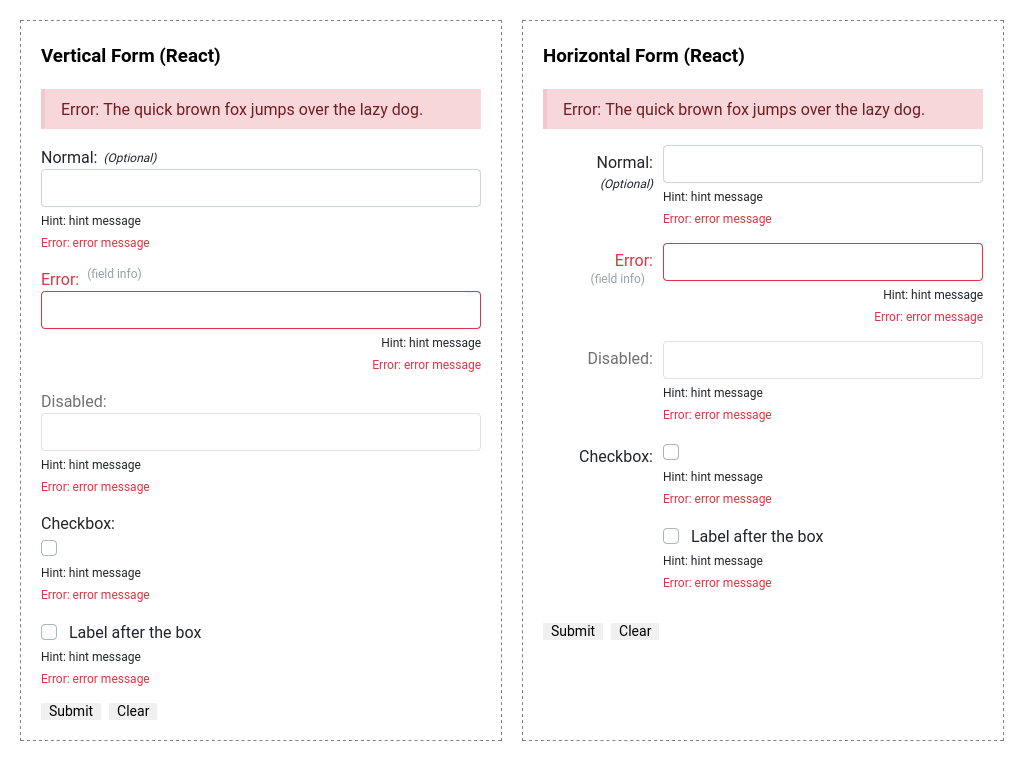 Vertical Form (React)
Error: The quick brown fox jumps over the lazy dog.
Normal: (Optional)
Hint: hint message
Error: error message
Error: (field info)
Hint: hint message
Error: error message
Disabled:
Hint: hint message
Error: error message
Checkbox:
Hint: hint message
Error: error message
Label after the box
Hint: hint message
Error: error message
Submit Clear
Horizontal Form (React)
Error: The quick brown fox jumps over the lazy dog.
Normal:
(Optional)
Hint: hint message
Error: error message
Error:
(field info)
Hint: hint message
Error: error message
Disabled:
Hint: hint message
Error: error message
Checkbox:
Hint: hint message
Error: error message
Label after the box
Hint: hint message
Error: error message
Submit Clear